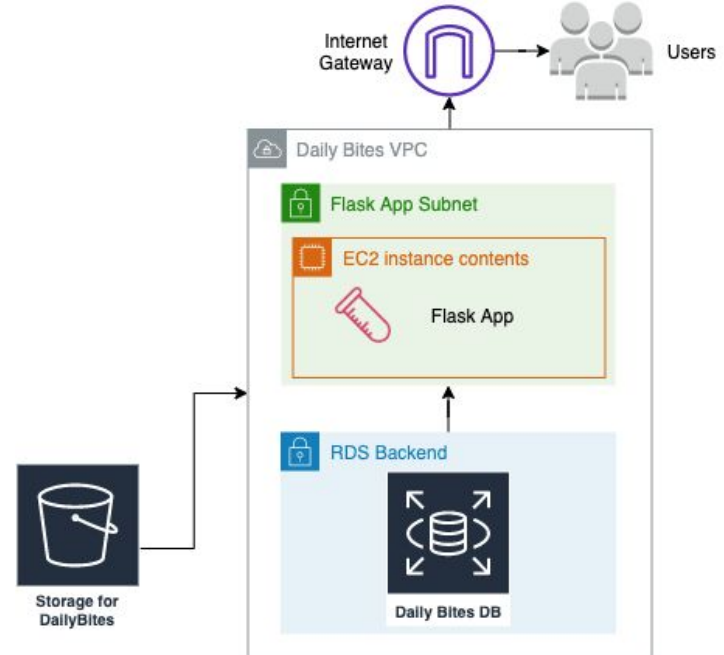 Internet
Gateway
Users
Daily Bites VPC
Flask App Subnet
EC2 instance contents
Flask App
RDS Backend
Daily Bites DB
Storage for
DailyBites